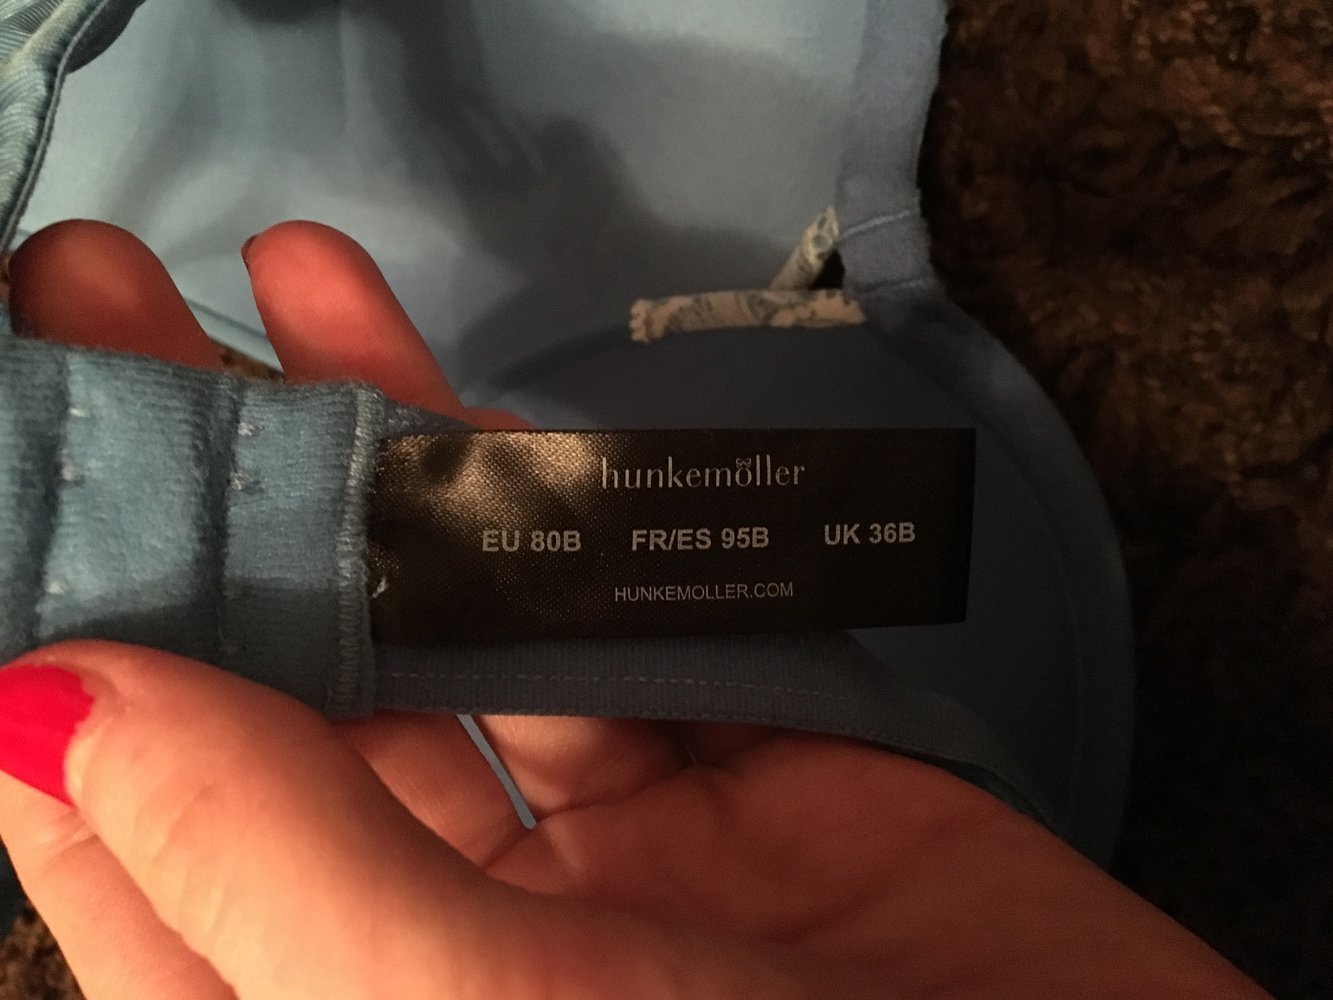 hunkemöller
EU 80B FR/ES 95B UK 36B
HUNKEMOLLER.COM